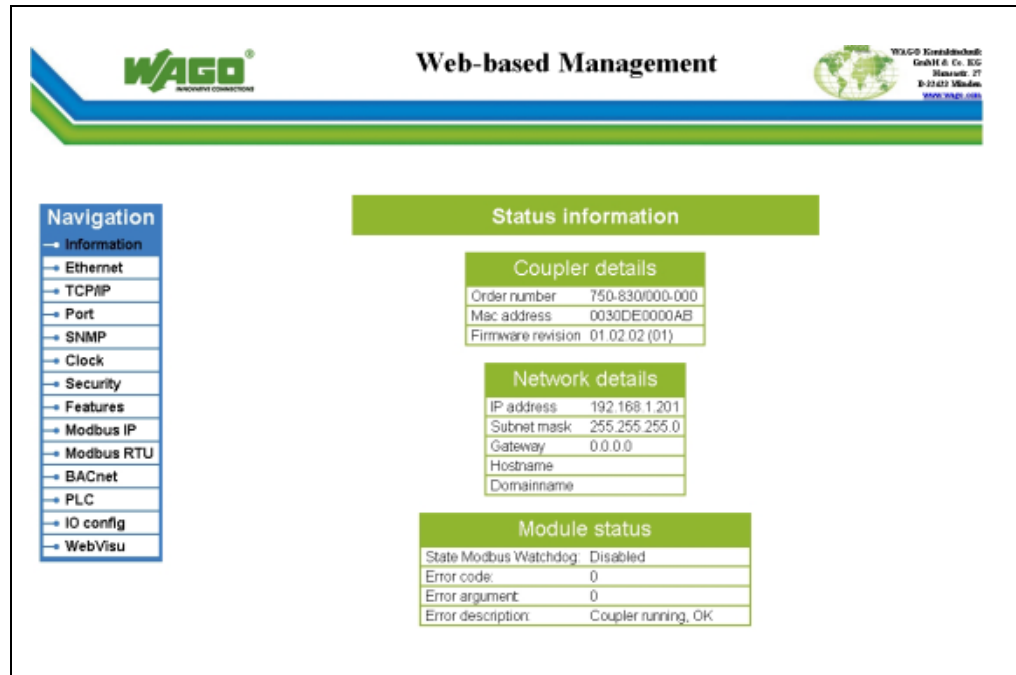 WAGO®
INNOVATIVE CONNECTIONS
Web-based Management
WAGO Kontakttechnik
GmbH & Co. KG
Hansastr. 27
D-32423 Minden
www.wago.com
Navigation
Information
Ethernet
TCP/IP
Port
SNMP
Clock
Security
Features
Modbus IP
Modbus RTU
BACnet
PLC
IO config
WebVisu
Status information
Coupler details
Order number 750-830/000-000
Mac address 0030DE0000AB
Firmware revision 01.02.02 (01)
Network details
IP address 192.168.1.201
Subnet mask 255.255.255.0
Gateway 0.0.0.0
Hostname
Domainname
Module status
State Modbus Watchdog: Disabled
Error code: 0
Error argument: 0
Error description: Coupler running, OK